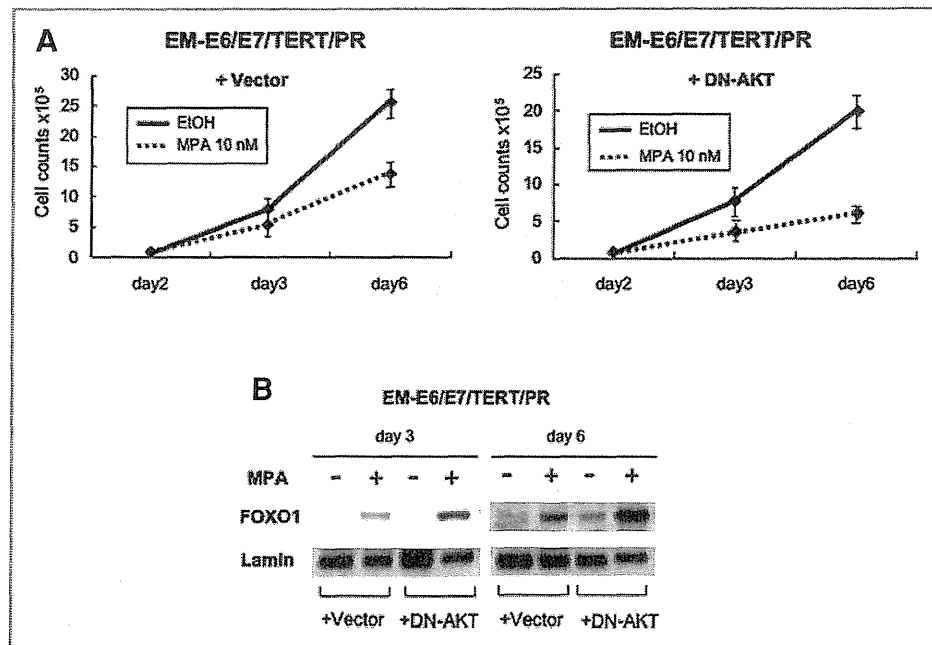 A
EM-E6/E7/TERT/PR
+ Vector
Cell counts x10⁵
30
25
20
15
10
5
0
EtOH
MPA 10 nM
day2 day3 day6
EM-E6/E7/TERT/PR
+ DN-AKT
Cell counts x10⁵
25
20
15
10
5
0
EtOH
MPA 10 nM
day2 day3 day6
B
EM-E6/E7/TERT/PR
day 3 day 6
MPA - + - + - + - +
FOXO1
Lamin
+Vector +DN-AKT +Vector +DN-AKT